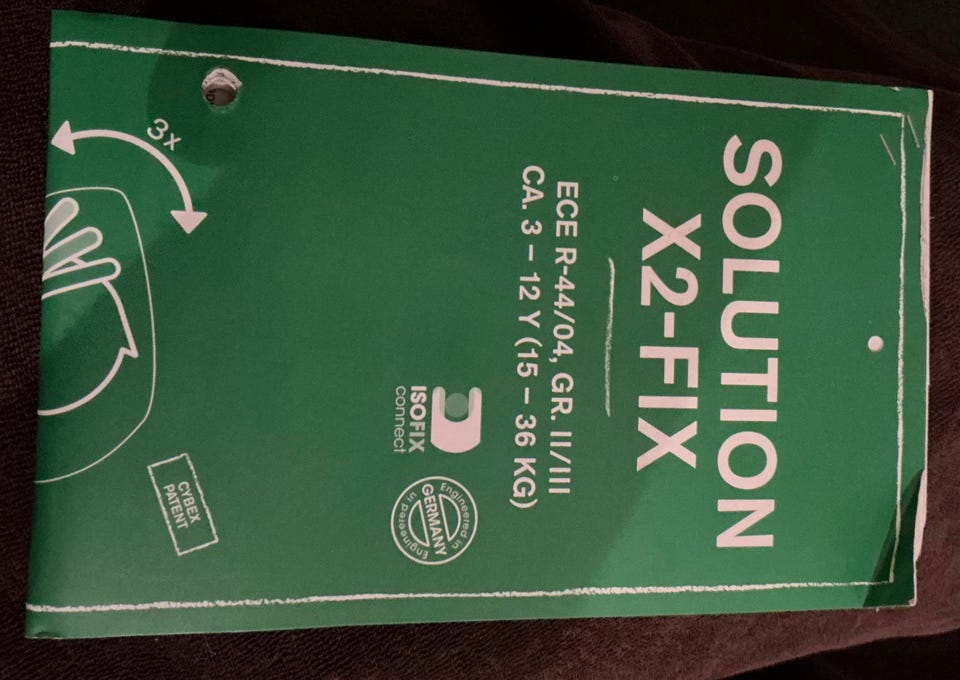 SOLUTION
X2-FIX
ECE R-44/04, GR. II/III
CA. 3 – 12 Y (15 – 36 KG)
ISOFIX
connect
Engineered in
GERMANY
Engineered in
3x
CYBEX
PATENT